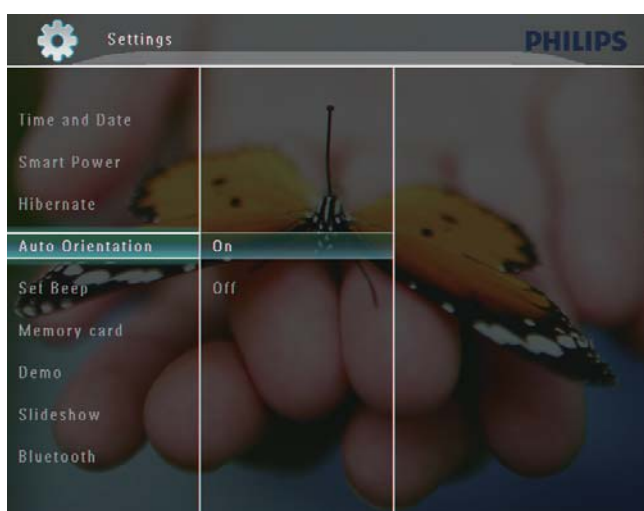 Settings
PHILIPS
Time and Date
Smart Power
Hibernate
Auto Orientation
On
Set Beep
Off
Memory card
Demo
Slideshow
Bluetooth